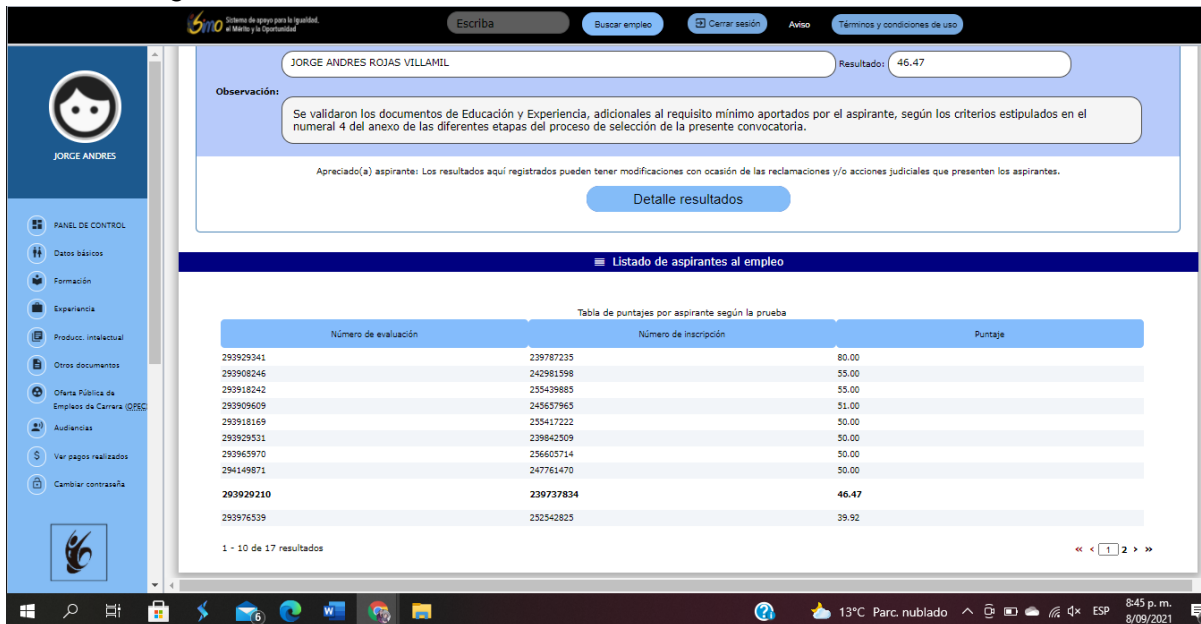 Simo Sistema de apoyo para la Igualdad,
el Mérito y la Oportunidad
Escriba
Buscar empleo
Cerrar sesión
Aviso
Términos y condiciones de uso
JORGE ANDRES
PANEL DE CONTROL
Datos básicos
Formación
Experiencia
Producc. intelectual
Otros documentos
Oferta Pública de
Empleos de Carrera (OPEC
Audiencias
Ver pagos realizados
Cambiar contraseña
JORGE ANDRES ROJAS VILLAMIL
Resultado: 46.47
Observación:
Se validaron los documentos de Educación y Experiencia, adicionales al requisito mínimo aportados por el aspirante, según los criterios estipulados en el
numeral 4 del anexo de las diferentes etapas del proceso de selección de la presente convocatoria.
Apreciado(a) aspirante: Los resultados aquí registrados pueden tener modificaciones con ocasión de las reclamaciones y/o acciones judiciales que presenten los aspirantes.
Detalle resultados
Listado de aspirantes al empleo
Tabla de puntajes por aspirante según la prueba
Número de evaluación Número de inscripción Puntaje
293929341 239787235 80.00
293908246 242981598 55.00
293918242 255439885 55.00
293909609 245657965 51.00
293918169 255417222 50.00
293929531 239842509 50.00
293965970 256605714 50.00
294149871 247761470 50.00
293929210 239737834 46.47
293976539 252542825 39.92
1 - 10 de 17 resultados
« ‹ 1 2 › »
6
13°C Parc. nublado
ESP
8:45 p. m.
8/09/2021